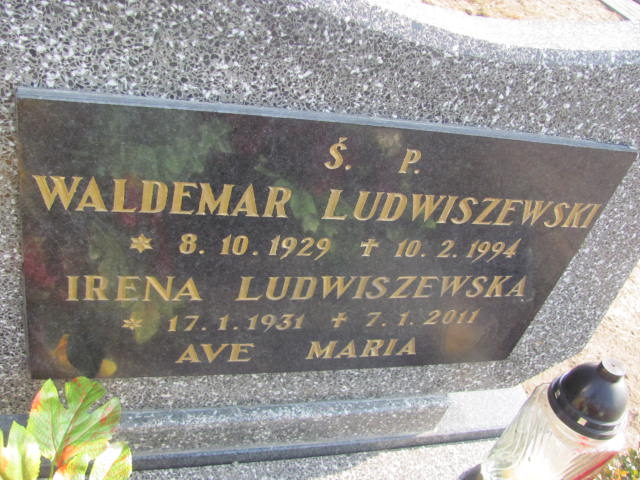 Ś. P.
WALDEMAR LUDWISZEWSKI
* 8.10.1929 ✝ 10.2.1994
IRENA LUDWISZEWSKA
* 17.1.1931 ✝ 7.1.2011
AVE MARIA